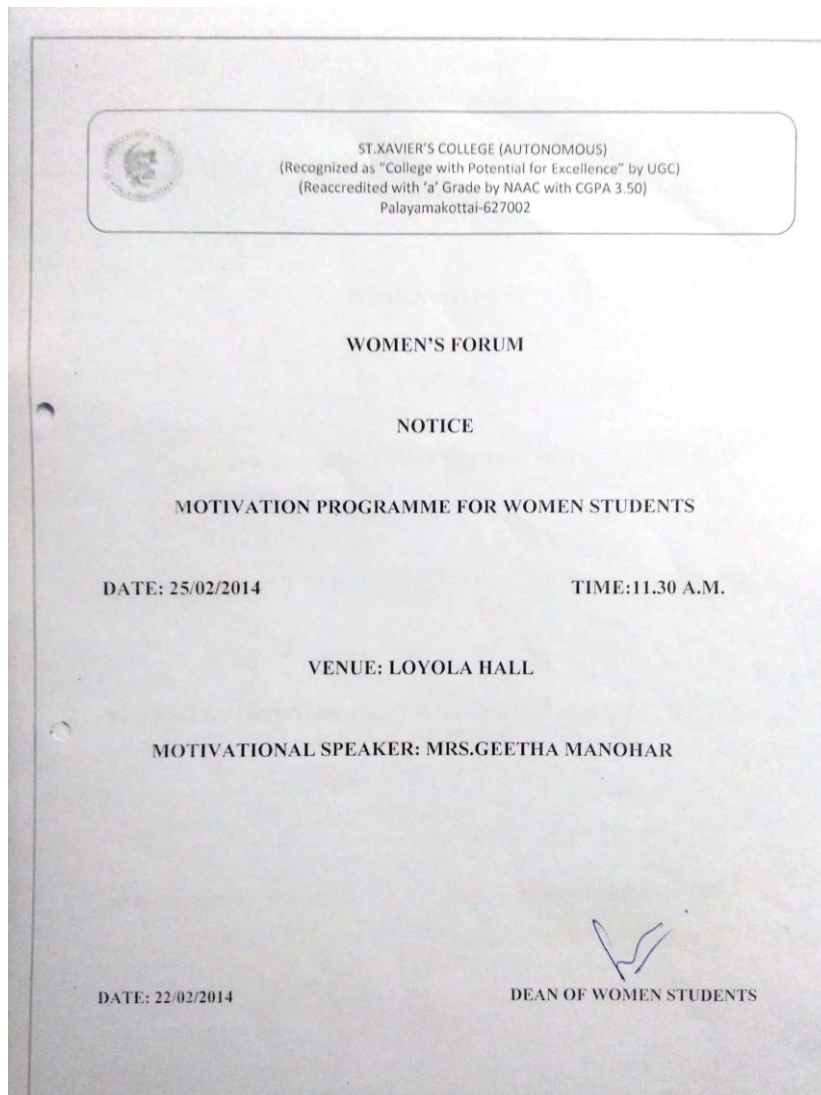 ST.XAVIER'S COLLEGE (AUTONOMOUS)
(Recognized as "College with Potential for Excellence" by UGC)
(Reaccredited with 'a' Grade by NAAC with CGPA 3.50)
Palayamakottai-627002
WOMEN'S FORUM
NOTICE
MOTIVATION PROGRAMME FOR WOMEN STUDENTS
DATE: 25/02/2014 TIME:11.30 A.M.
VENUE: LOYOLA HALL
MOTIVATIONAL SPEAKER: MRS.GEETHA MANOHAR
DATE: 22/02/2014 DEAN OF WOMEN STUDENTS